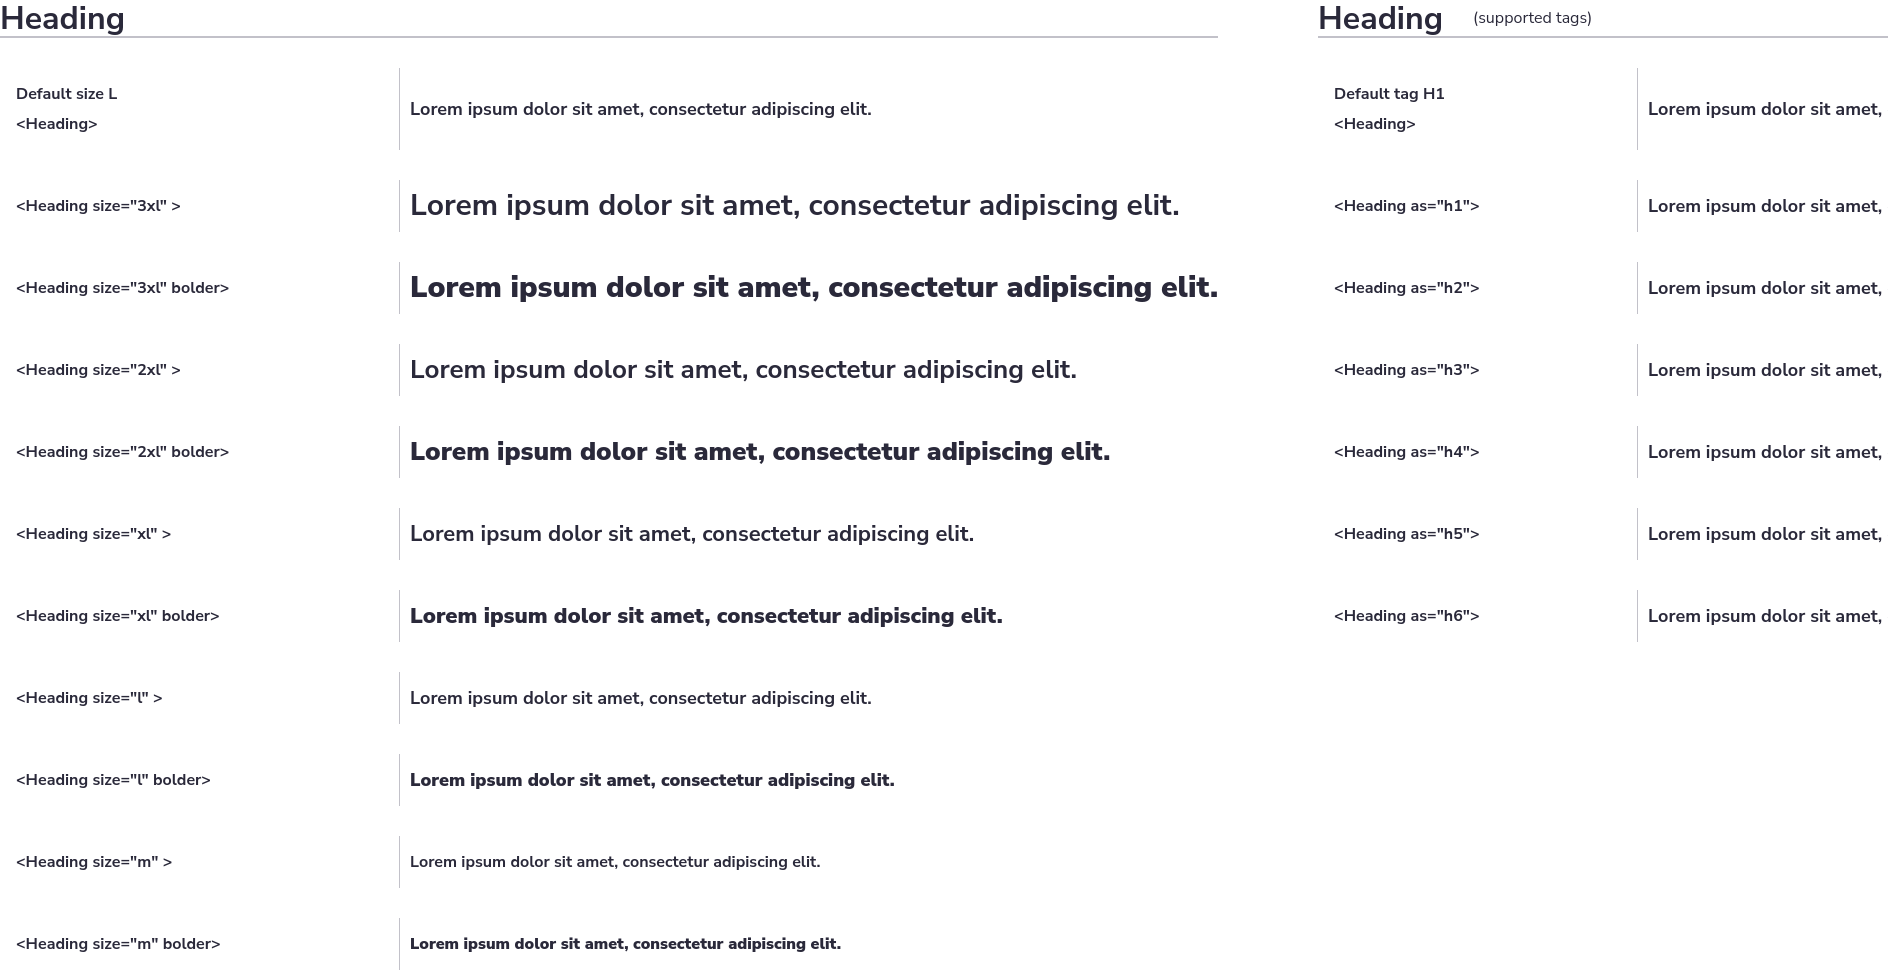 Heading
Default size L
<Heading>
Lorem ipsum dolor sit amet, consectetur adipiscing elit.
<Heading size="3xl" >
Lorem ipsum dolor sit amet, consectetur adipiscing elit.
<Heading size="3xl" bolder>
Lorem ipsum dolor sit amet, consectetur adipiscing elit.
<Heading size="2xl" >
Lorem ipsum dolor sit amet, consectetur adipiscing elit.
<Heading size="2xl" bolder>
Lorem ipsum dolor sit amet, consectetur adipiscing elit.
<Heading size="xl" >
Lorem ipsum dolor sit amet, consectetur adipiscing elit.
<Heading size="xl" bolder>
Lorem ipsum dolor sit amet, consectetur adipiscing elit.
<Heading size="l" >
Lorem ipsum dolor sit amet, consectetur adipiscing elit.
<Heading size="l" bolder>
Lorem ipsum dolor sit amet, consectetur adipiscing elit.
<Heading size="m" >
Lorem ipsum dolor sit amet, consectetur adipiscing elit.
<Heading size="m" bolder>
Lorem ipsum dolor sit amet, consectetur adipiscing elit.
Heading (supported tags)
Default tag H1
<Heading>
Lorem ipsum dolor sit amet,
<Heading as="h1">
Lorem ipsum dolor sit amet,
<Heading as="h2">
Lorem ipsum dolor sit amet,
<Heading as="h3">
Lorem ipsum dolor sit amet,
<Heading as="h4">
Lorem ipsum dolor sit amet,
<Heading as="h5">
Lorem ipsum dolor sit amet,
<Heading as="h6">
Lorem ipsum dolor sit amet,